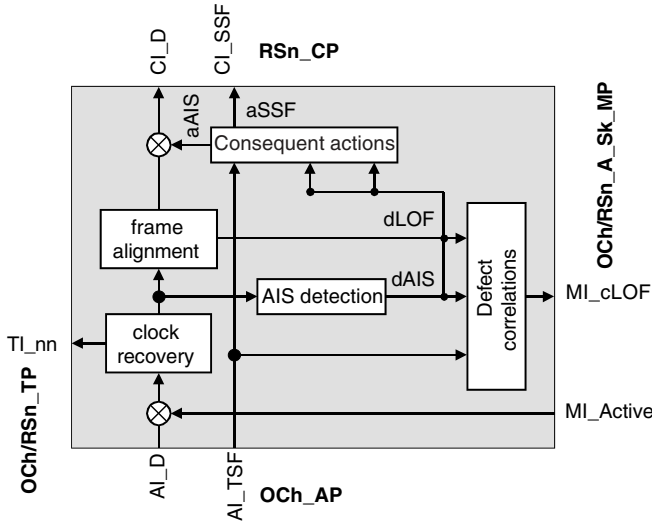 CI_D
CI_SSF
RSn_CP
aAIS
aSSF
Consequent actions
OCh/RSn_A_Sk_MP
frame
alignment
dLOF
AIS detection
dAIS
Defect
correlations
MI_cLOF
TI_nn
clock
recovery
OCh/RSn_TP
MI_Active
AI_D
AI_TSF
OCh_AP